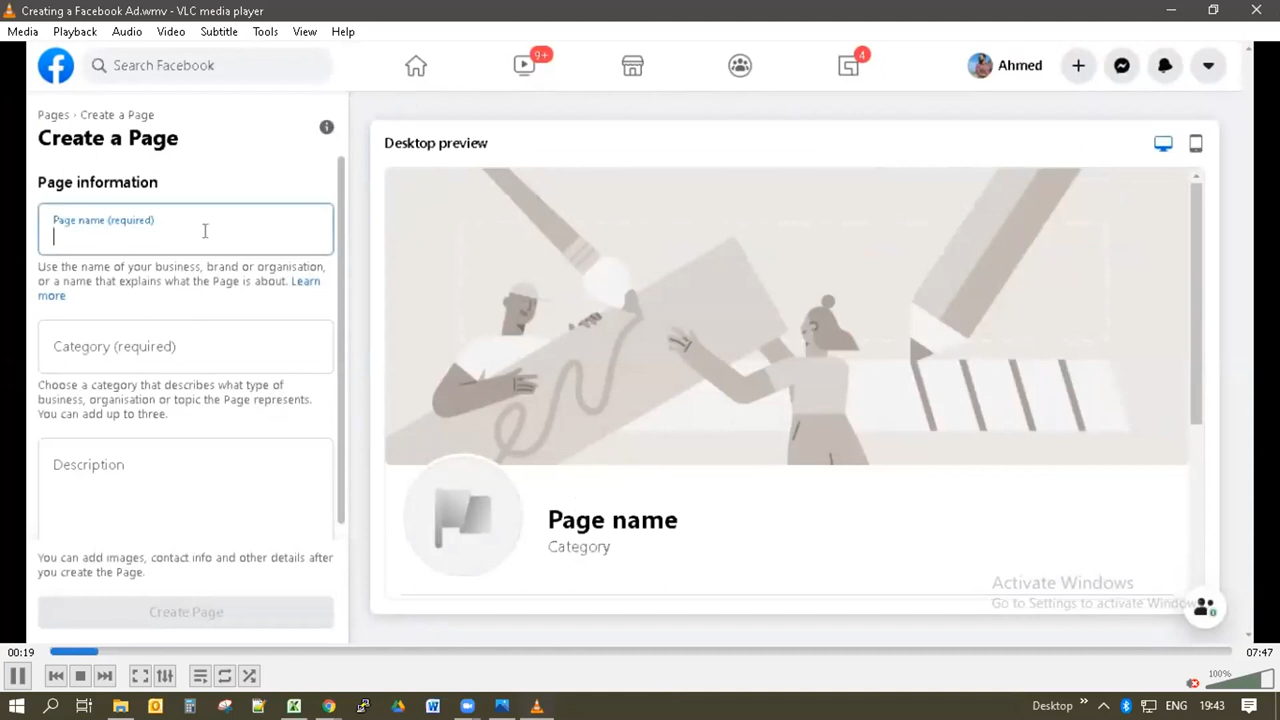 Creating a Facebook Ad.wmv - VLC media player
Media Playback Audio Video Subtitle Tools View Help
Search Facebook
9+
4
Ahmed
Pages · Create a Page
Create a Page
Page information
Page name (required)
Use the name of your business, brand or organisation,
or a name that explains what the Page is about. Learn
more
Category (required)
Choose a category that describes what type of
business, organisation or topic the Page represents.
You can add up to three.
Description
You can add images, contact info and other details after
you create the Page.
Create Page
Desktop preview
Page name
Category
Activate Windows
Go to Settings to activate Windows
00:19
07:47
100%
Desktop
ENG
19:43